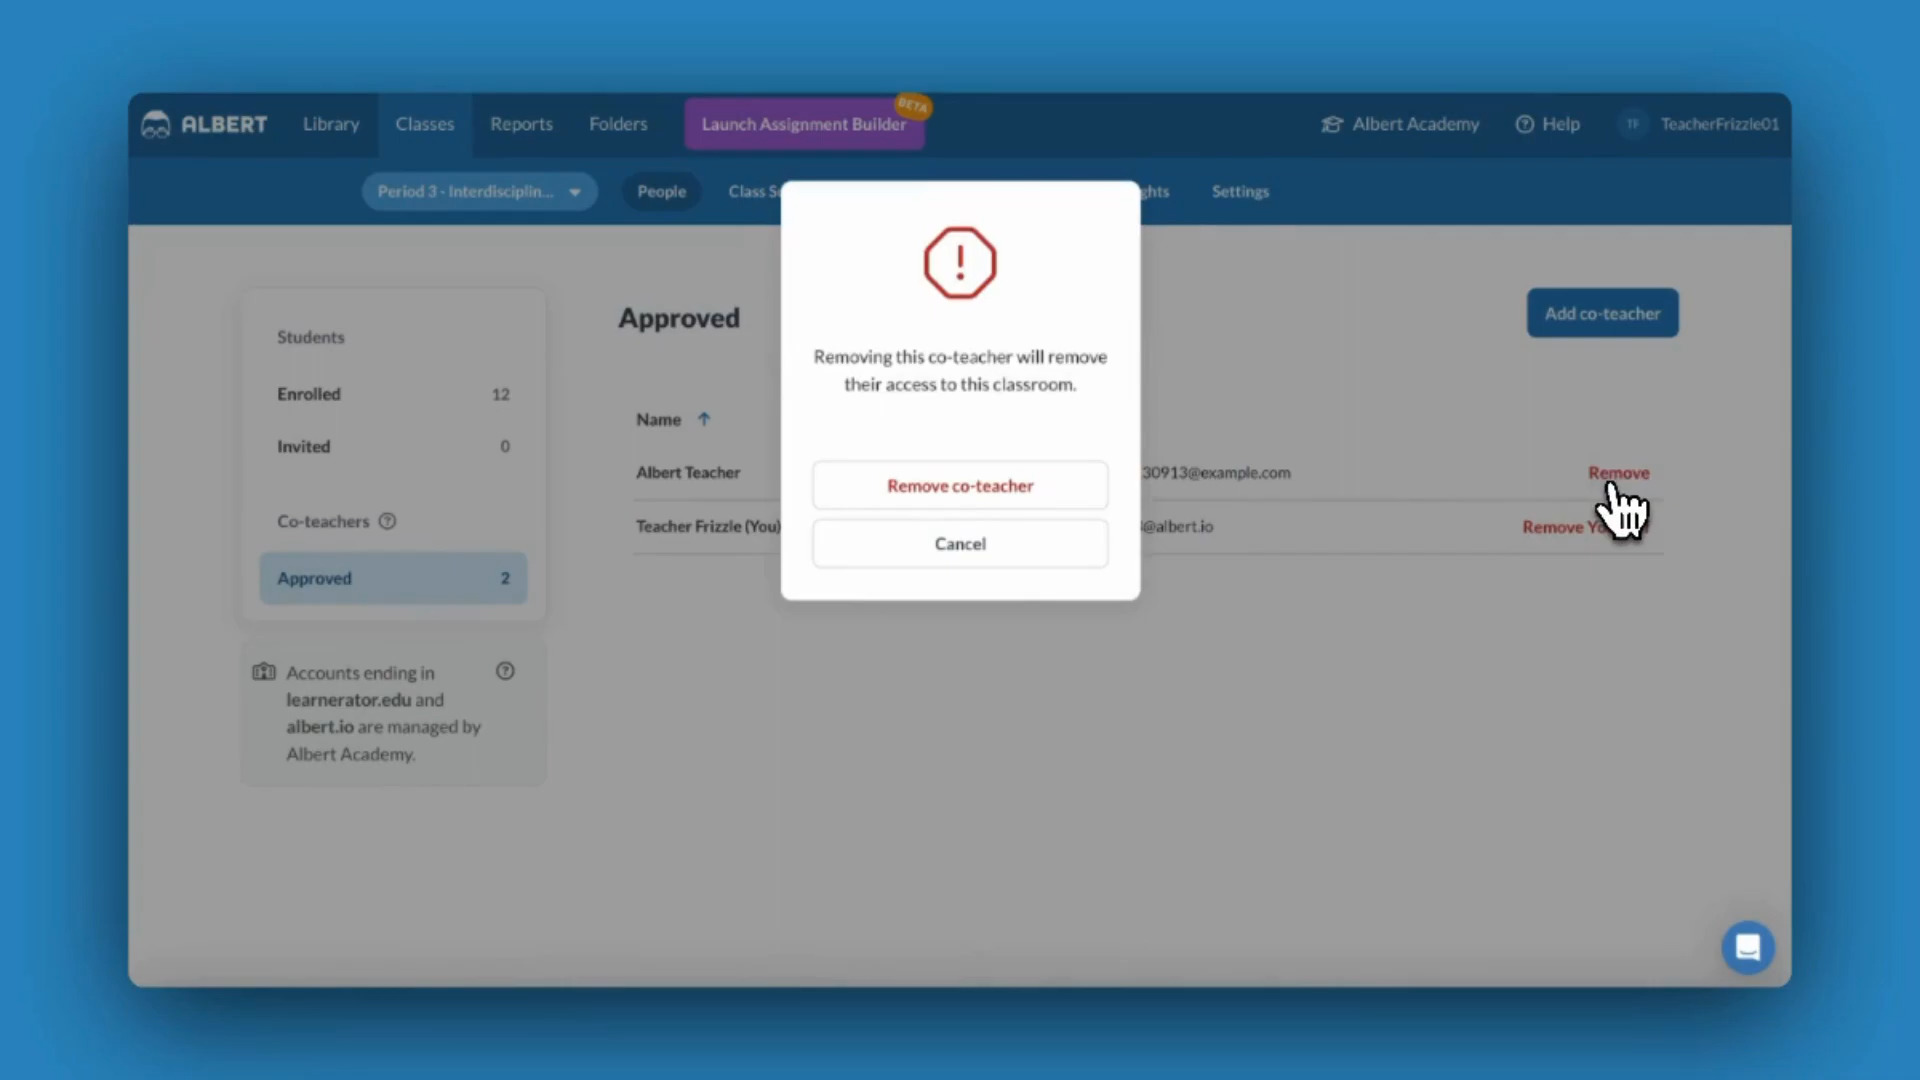 ALBERT
Library
Classes
Reports
Folders
Launch Assignment Builder
BETA
Albert Academy
Help
TF
TeacherFrizzle01
Period 3 - Interdisciplin...
People
Class S
ghts
Settings
Students
Enrolled 12
Invited 0
Co-teachers
Approved 2
Accounts ending in
learnerator.edu and
albert.io are managed by
Albert Academy.
Approved
Add co-teacher
Name
Albert Teacher
30913@example.com
Remove
Teacher Frizzle (You)
@albert.io
Remove Yo
Removing this co-teacher will remove
their access to this classroom.
Remove co-teacher
Cancel